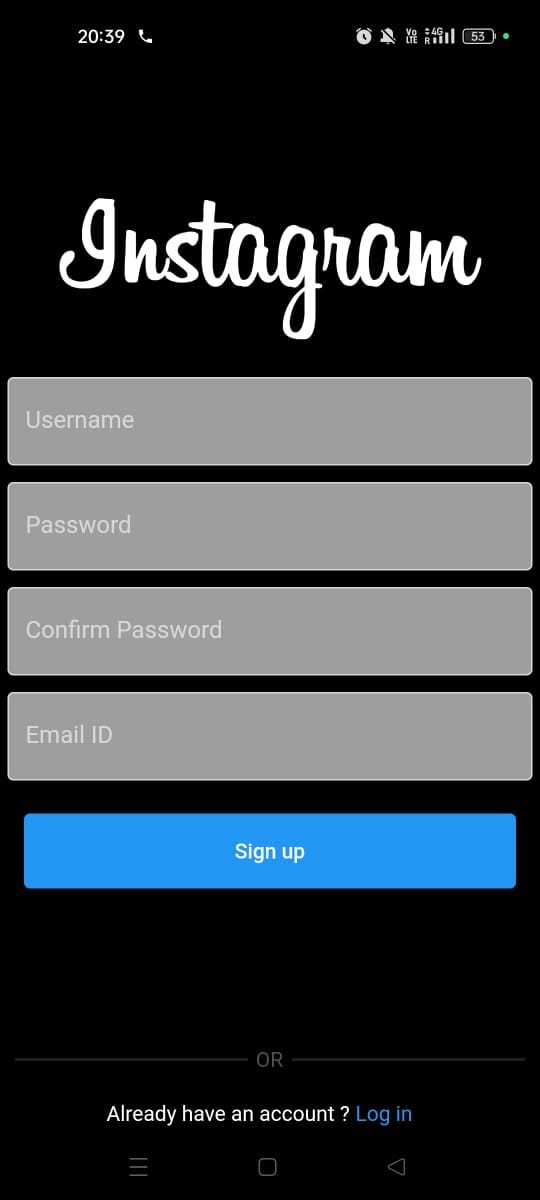 20:39 Vo LTE 4G R 53
Instagram
Username
Password
Confirm Password
Email ID
Sign up
OR
Already have an account ? Log in